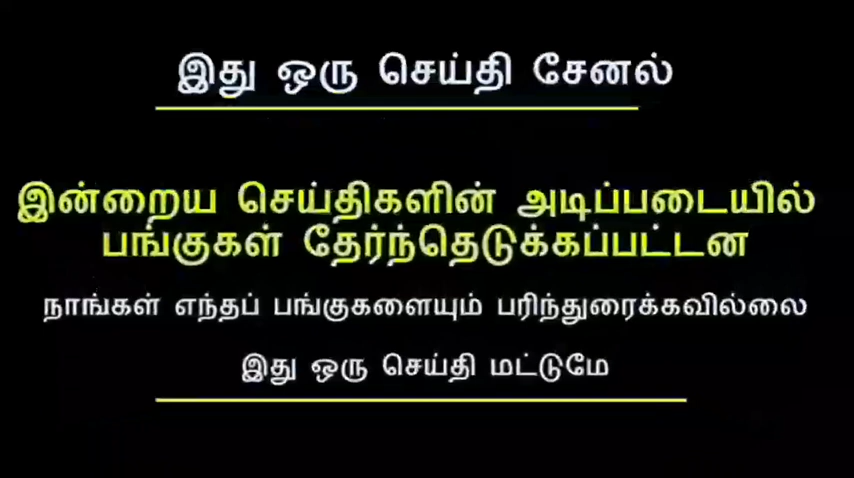 இது ஒரு செய்தி சேனல்
இன்றைய செய்திகளின் அடிப்படையில்
பங்குகள் தேர்ந்தெடுக்கப்பட்டன
நாங்கள் எந்தப் பங்குகளையும் பரிந்துரைக்கவில்லை
இது ஒரு செய்தி மட்டுமே